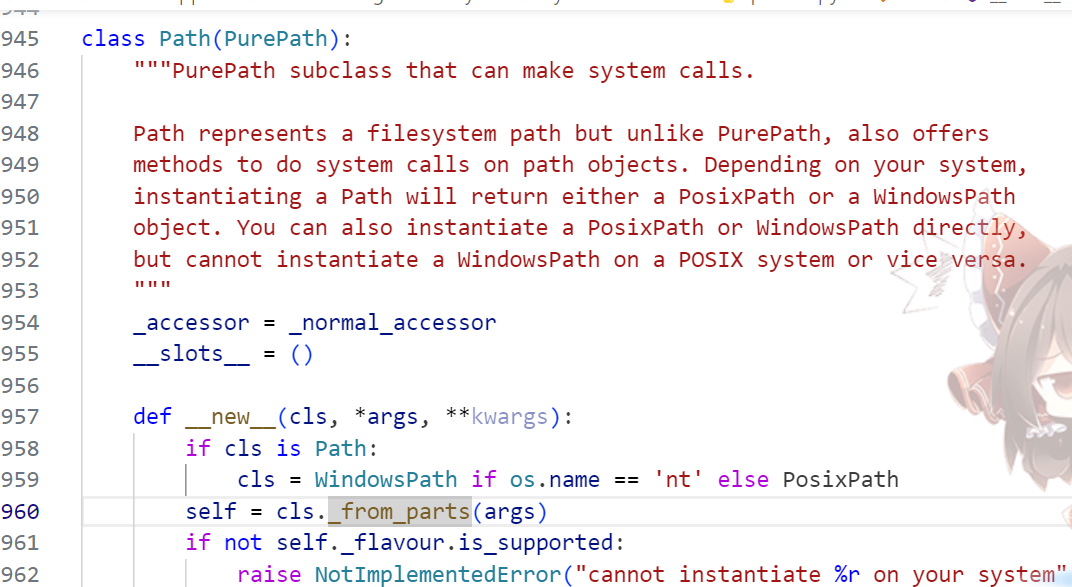 945 class Path(PurePath):
946     """PurePath subclass that can make system calls.
947
948     Path represents a filesystem path but unlike PurePath, also offers
949     methods to do system calls on path objects. Depending on your system,
950     instantiating a Path will return either a PosixPath or a WindowsPath
951     object. You can also instantiate a PosixPath or WindowsPath directly,
952     but cannot instantiate a WindowsPath on a POSIX system or vice versa.
953     """
954     _accessor = _normal_accessor
955     __slots__ = ()
956
957     def __new__(cls, *args, **kwargs):
958         if cls is Path:
959             cls = WindowsPath if os.name == 'nt' else PosixPath
960         self = cls._from_parts(args)
961         if not self._flavour.is_supported:
962             raise NotImplementedError("cannot instantiate %r on your system"